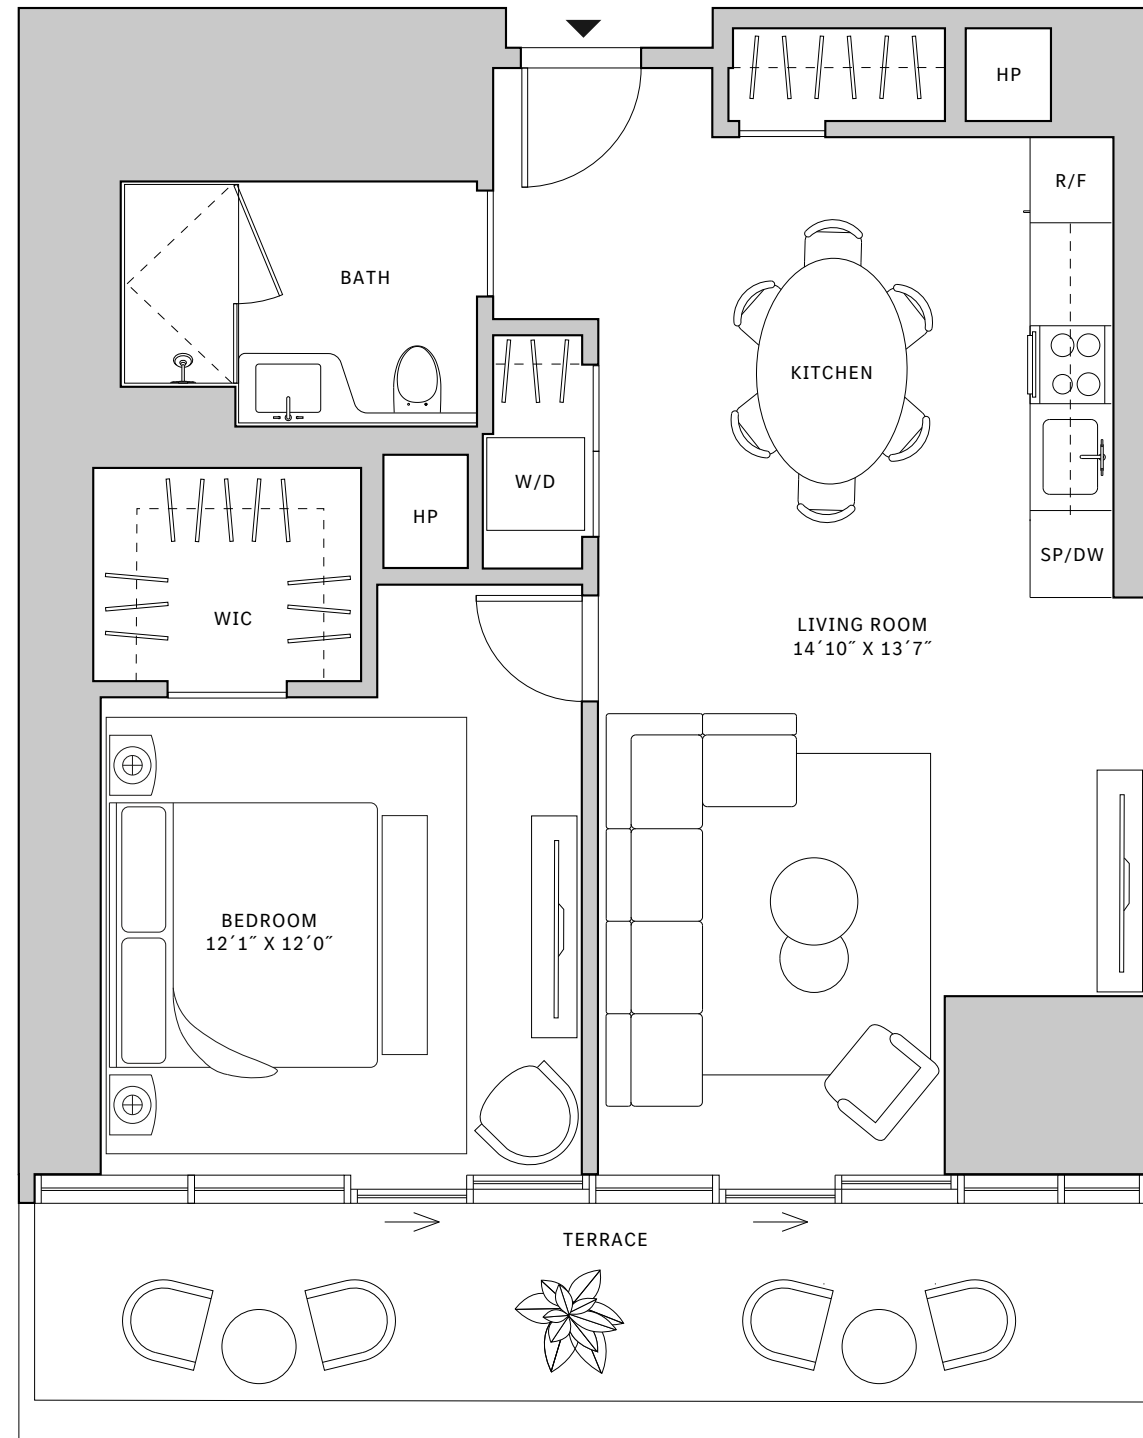 HP
R/F
BATH
KITCHEN
W/D
HP
SP/DW
WIC
LIVING ROOM
14´10˝ X 13´7˝
BEDROOM
12´1˝ X 12´0˝
TERRACE